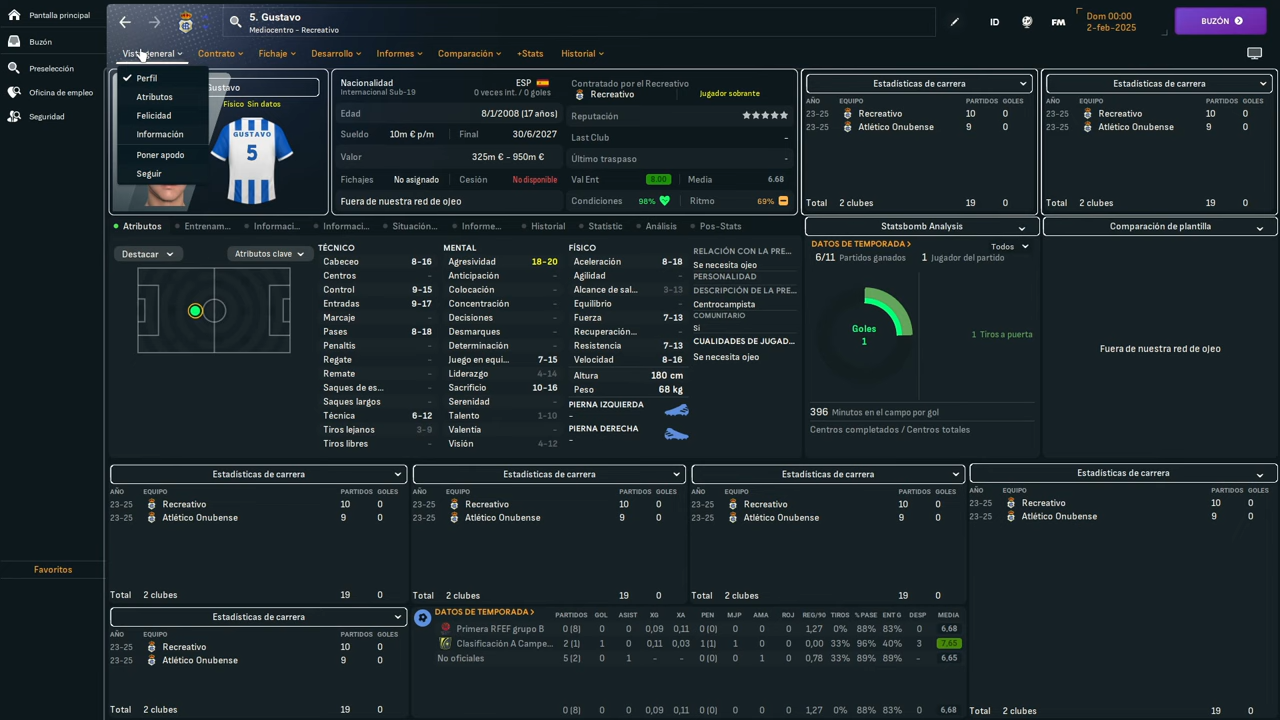 Plantalla principal
Buzón
Preselección
Oficina de empleo
Seguridad
Favoritos
5. Gustavo
Mediocentro - Recreativo
ID
FM
Dom 00:00
2-feb-2025
BUZÓN
Contrato
Fichaje
Desarrollo
Informes
Comparación
+Stats
Historial
Perfil
Atributos
Felicidad
Información
Poner apodo
Seguir
Gustavo
Físico Sin datos
GUSTAVO
5
Nacionalidad ESP
Internacional Sub-19 0 veces int. / 0 goles
Edad 8/1/2008 (17 años)
Sueldo 10m € p/m Final 30/6/2027
Valor 325m € - 950m €
Fichajes No asignado Cesión No disponible
Fuera de nuestra red de ojeo
Contratado por el Recreativo
Recreativo Jugador sobrante
Reputación
Last Club -
Último traspaso -
Val Ent 8.00 Media 6.68
Condiciones 98% Ritmo 69%
Estadísticas de carrera
AÑO EQUIPO PARTIDOS GOLES
23-25 Recreativo 10 0
23-25 Atlético Onubense 9 0
Total 2 clubes 19 0
Estadísticas de carrera
AÑO EQUIPO PARTIDOS GOLES
23-25 Recreativo 10 0
23-25 Atlético Onubense 9 0
Total 2 clubes 19 0
Atributos Entrenam... Informaci... Informaci... Situación... Informe... Historial Statistic Análisis Pos-Stats
Destacar Atributos clave
TÉCNICO
Cabeceo 8-16
Centros -
Control 9-15
Entradas 9-17
Marcaje -
Pases 8-18
Penaltis -
Regate -
Remate -
Saques de es... -
Saques largos -
Técnica 6-12
Tiros lejanos 3-9
Tiros libres -
MENTAL
Agresividad 18-20
Anticipación -
Colocación -
Concentración -
Decisiones -
Desmarques -
Determinación -
Juego en equi... 7-15
Liderazgo 4-14
Sacrificio 10-16
Serenidad -
Talento 1-10
Valentía -
Visión 4-12
FÍSICO
Aceleración 8-18
Agilidad -
Alcance de sal... 3-13
Equilibrio -
Fuerza 7-13
Recuperación... -
Resistencia 7-13
Velocidad 8-16
Altura 180 cm
Peso 68 kg
PIERNA IZQUIERDA
-
PIERNA DERECHA
-
RELACIÓN CON LA PRE...
Se necesita ojeo
PERSONALIDAD
DESCRIPCIÓN DE LA PRE...
Centrocampista
COMUNITARIO
Si
CUALIDADES DE JUGAD...
Se necesita ojeo
Statsbomb Analysis
DATOS DE TEMPORADA > Todos
6/11 Partidos ganados 1 Jugador del partido
Goles
1
1 Tiros a puerta
396 Minutos en el campo por gol
Centros completados / Centros totales
Comparación de plantilla
Fuera de nuestra red de ojeo
Estadísticas de carrera
AÑO EQUIPO PARTIDOS GOLES
23-25 Recreativo 10 0
23-25 Atlético Onubense 9 0
Total 2 clubes 19 0
Estadísticas de carrera
AÑO EQUIPO PARTIDOS GOLES
23-25 Recreativo 10 0
23-25 Atlético Onubense 9 0
Total 2 clubes 19 0
Estadísticas de carrera
AÑO EQUIPO PARTIDOS GOLES
23-25 Recreativo 10 0
23-25 Atlético Onubense 9 0
Total 2 clubes 19 0
Estadísticas de carrera
AÑO EQUIPO PARTIDOS GOLES
23-25 Recreativo 10 0
23-25 Atlético Onubense 9 0
Total 2 clubes 19 0
Estadísticas de carrera
AÑO EQUIPO PARTIDOS GOLES
23-25 Recreativo 10 0
23-25 Atlético Onubense 9 0
Total 2 clubes 19 0
DATOS DE TEMPORADA > PARTIDOS GOL ASIST XG XA PEN MJP AMA ROJ REG/90 TIROS % PASE ENT G DESP MEDIA
Primera RFEF grupo B 0 (8) 0 0 0,09 0,11 0 (0) 0 0 0 1,27 0% 88% 83% 0 6,68
Clasificación A Campe... 2 (1) 1 0 0,11 0,03 1 (1) 1 0 0 0,00 33% 96% 40% 3 7,65
No oficiales 5 (2) 0 1 - - 0 (0) 0 1 0 0,78 33% 89% 89% - 6,65
0 (8) 0 0 0,09 0,11 0 (0) 0 0 0 1,27 0% 88% 83% 0 6,68